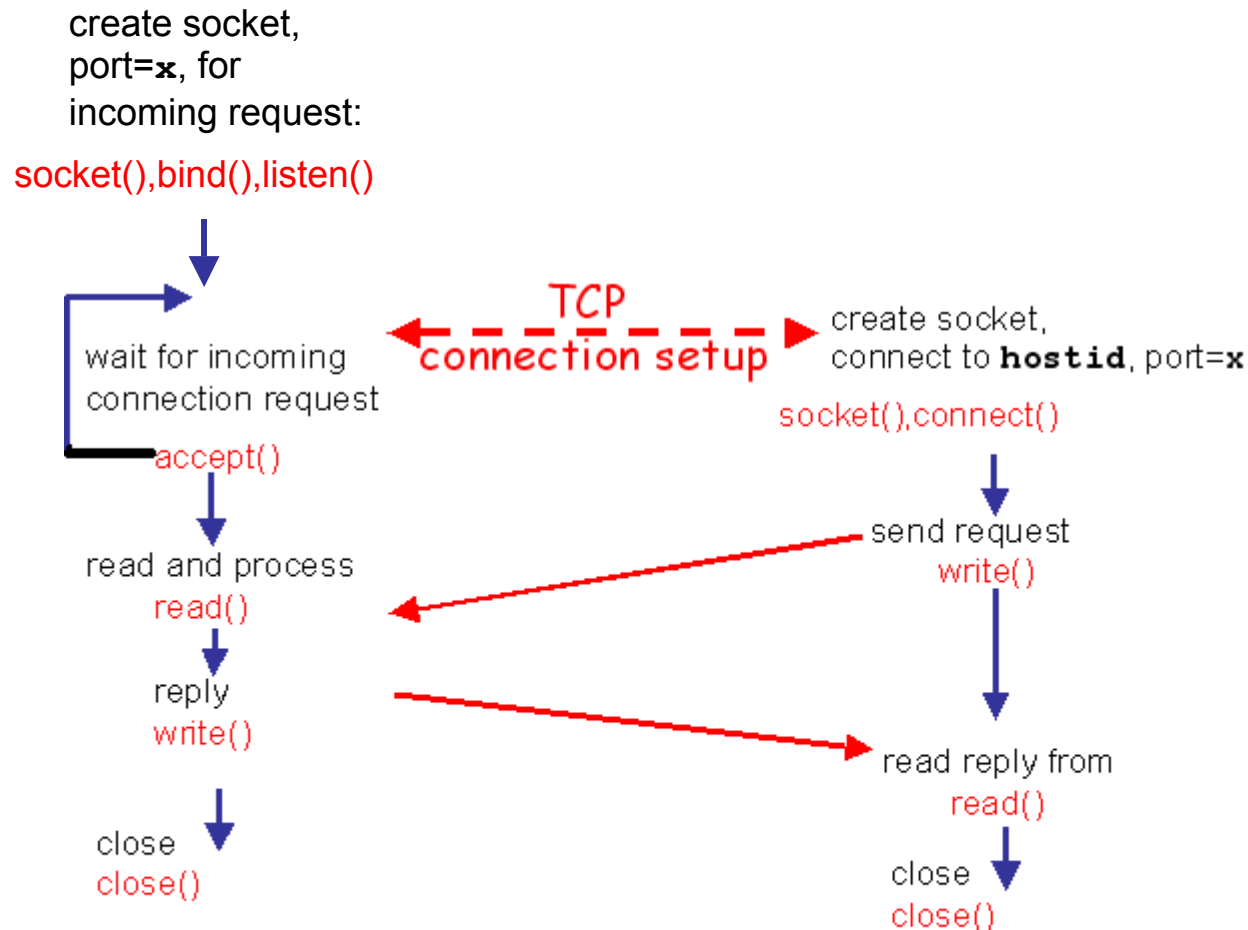 create socket,
port=x, for
incoming request:
socket(),bind(),listen()
TCP
connection setup
wait for incoming
connection request
accept()
create socket,
connect to hostid, port=x
socket(),connect()
read and process
read()
send request
write()
reply
write()
read reply from
read()
close
close()
close
close()